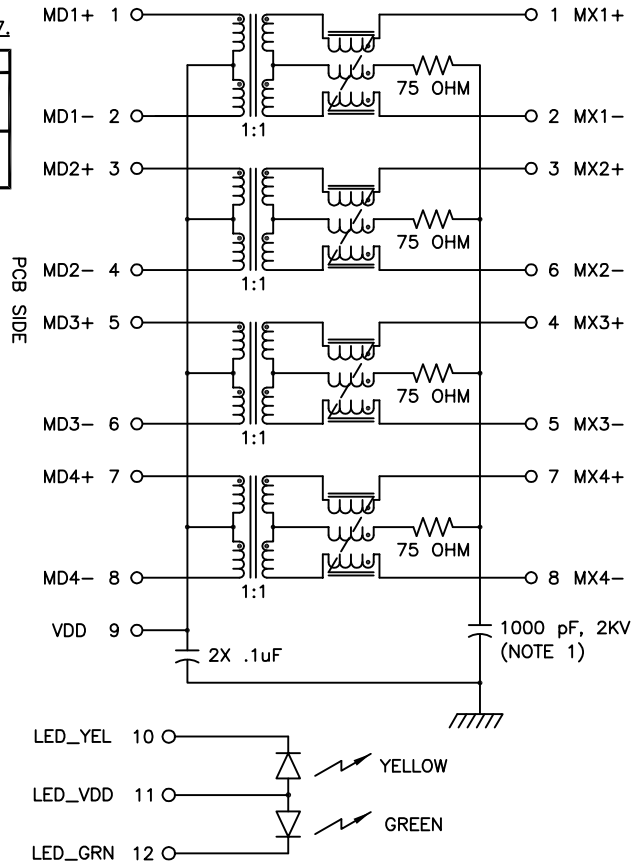 7.
MD1+ 1
1 MX1+
75 OHM
MD1- 2
2 MX1-
1:1
MD2+ 3
3 MX2+
75 OHM
MD2- 4
6 MX2-
1:1
PCB SIDE
MD3+ 5
4 MX3+
75 OHM
MD3- 6
5 MX3-
1:1
MD4+ 7
7 MX4+
75 OHM
MD4- 8
8 MX4-
1:1
VDD 9
1000 pF, 2KV
(NOTE 1)
2X .1uF
LED_YEL 10
YELLOW
LED_VDD 11
GREEN
LED_GRN 12